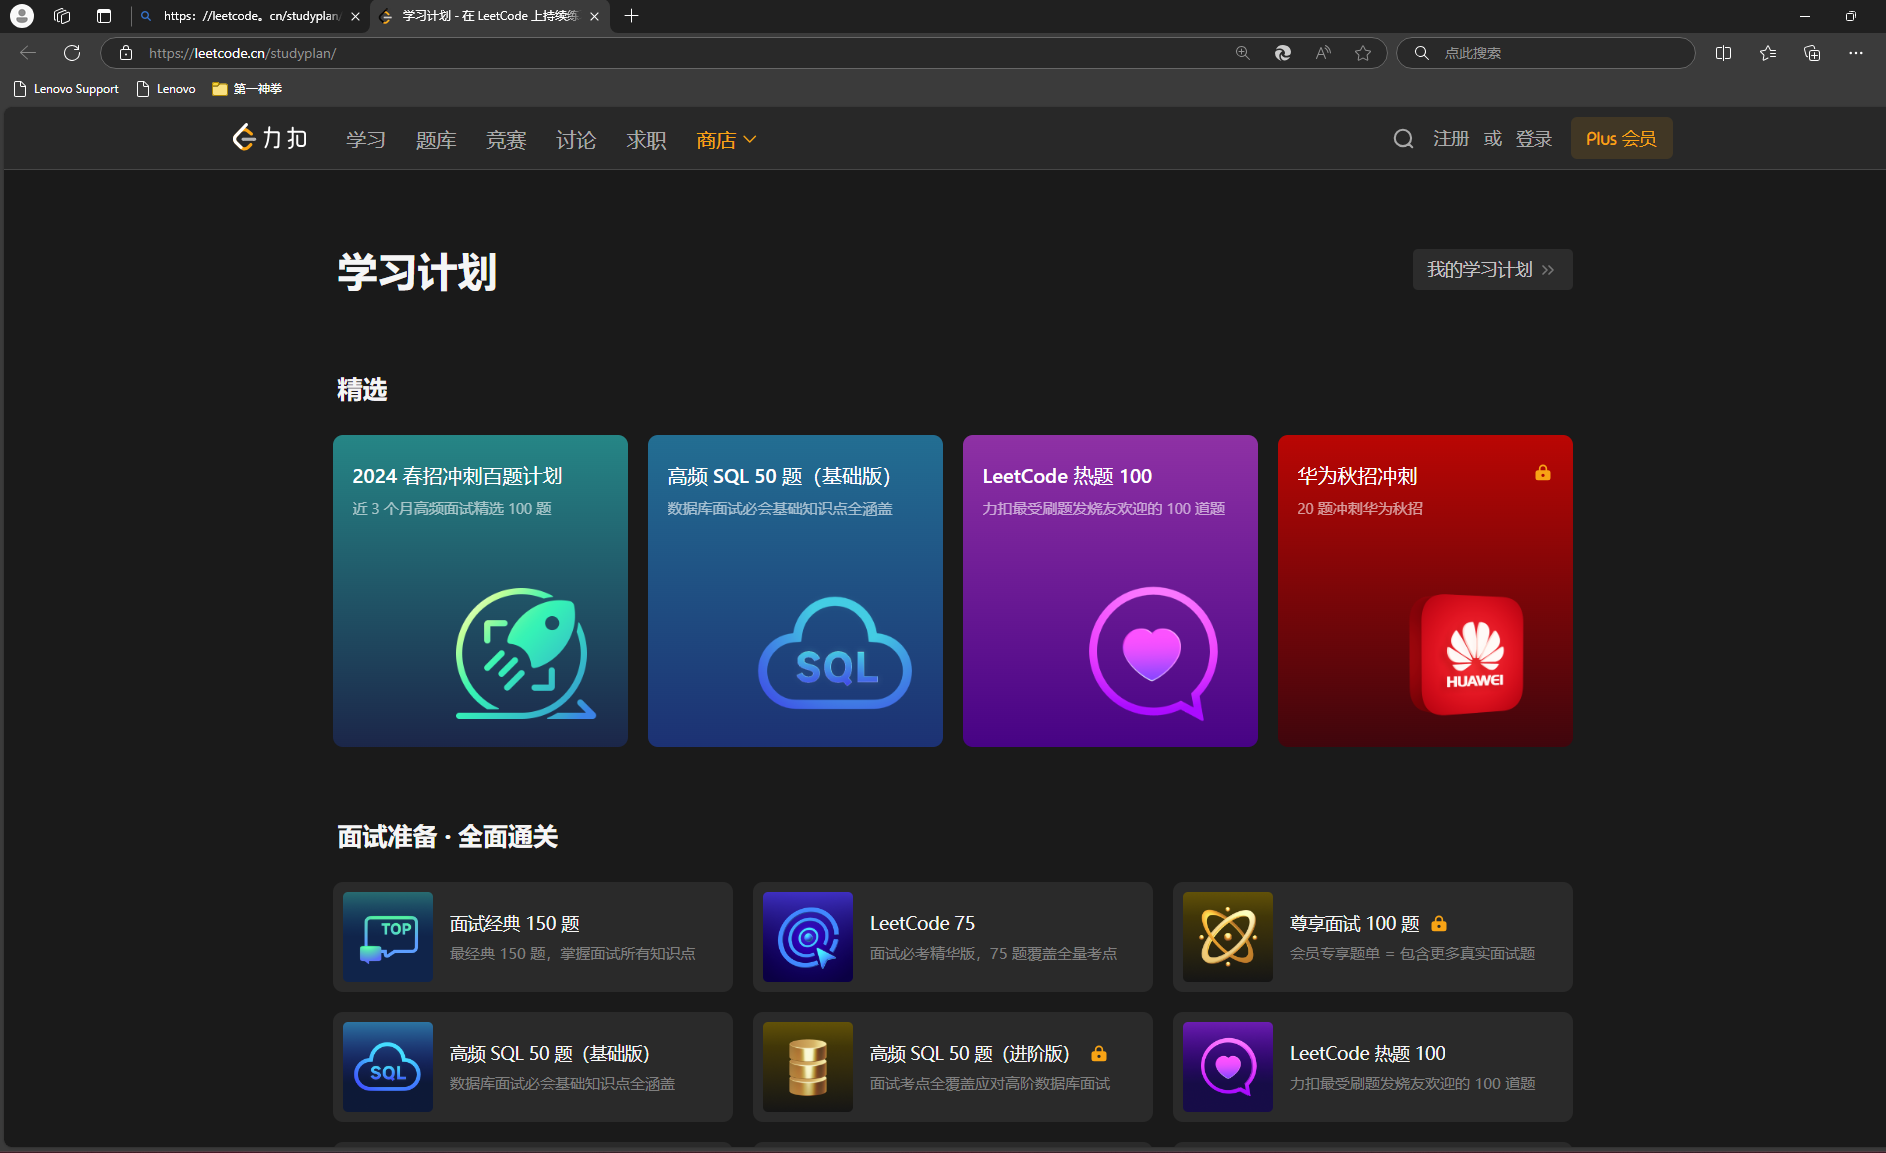 https：//leetcode。cn/studyplan/
学习计划 - 在 LeetCode 上持续练
https://leetcode.cn/studyplan/
点此搜索
Lenovo Support
Lenovo
第一神拳
力扣
学习
题库
竞赛
讨论
求职
商店
注册 或 登录
Plus 会员
学习计划
我的学习计划
精选
2024 春招冲刺百题计划
近 3 个月高频面试精选 100 题
高频 SQL 50 题（基础版）
数据库面试必会基础知识点全涵盖
SQL
LeetCode 热题 100
力扣最受刷题发烧友欢迎的 100 道题
华为秋招冲刺
20 题冲刺华为秋招
HUAWEI
面试准备 · 全面通关
TOP
面试经典 150 题
最经典 150 题，掌握面试所有知识点
LeetCode 75
面试必考精华版，75 题覆盖全量考点
尊享面试 100 题
会员专享题单 = 包含更多真实面试题
SQL
高频 SQL 50 题（基础版）
数据库面试必会基础知识点全涵盖
高频 SQL 50 题（进阶版）
面试考点全覆盖应对高阶数据库面试
LeetCode 热题 100
力扣最受刷题发烧友欢迎的 100 道题